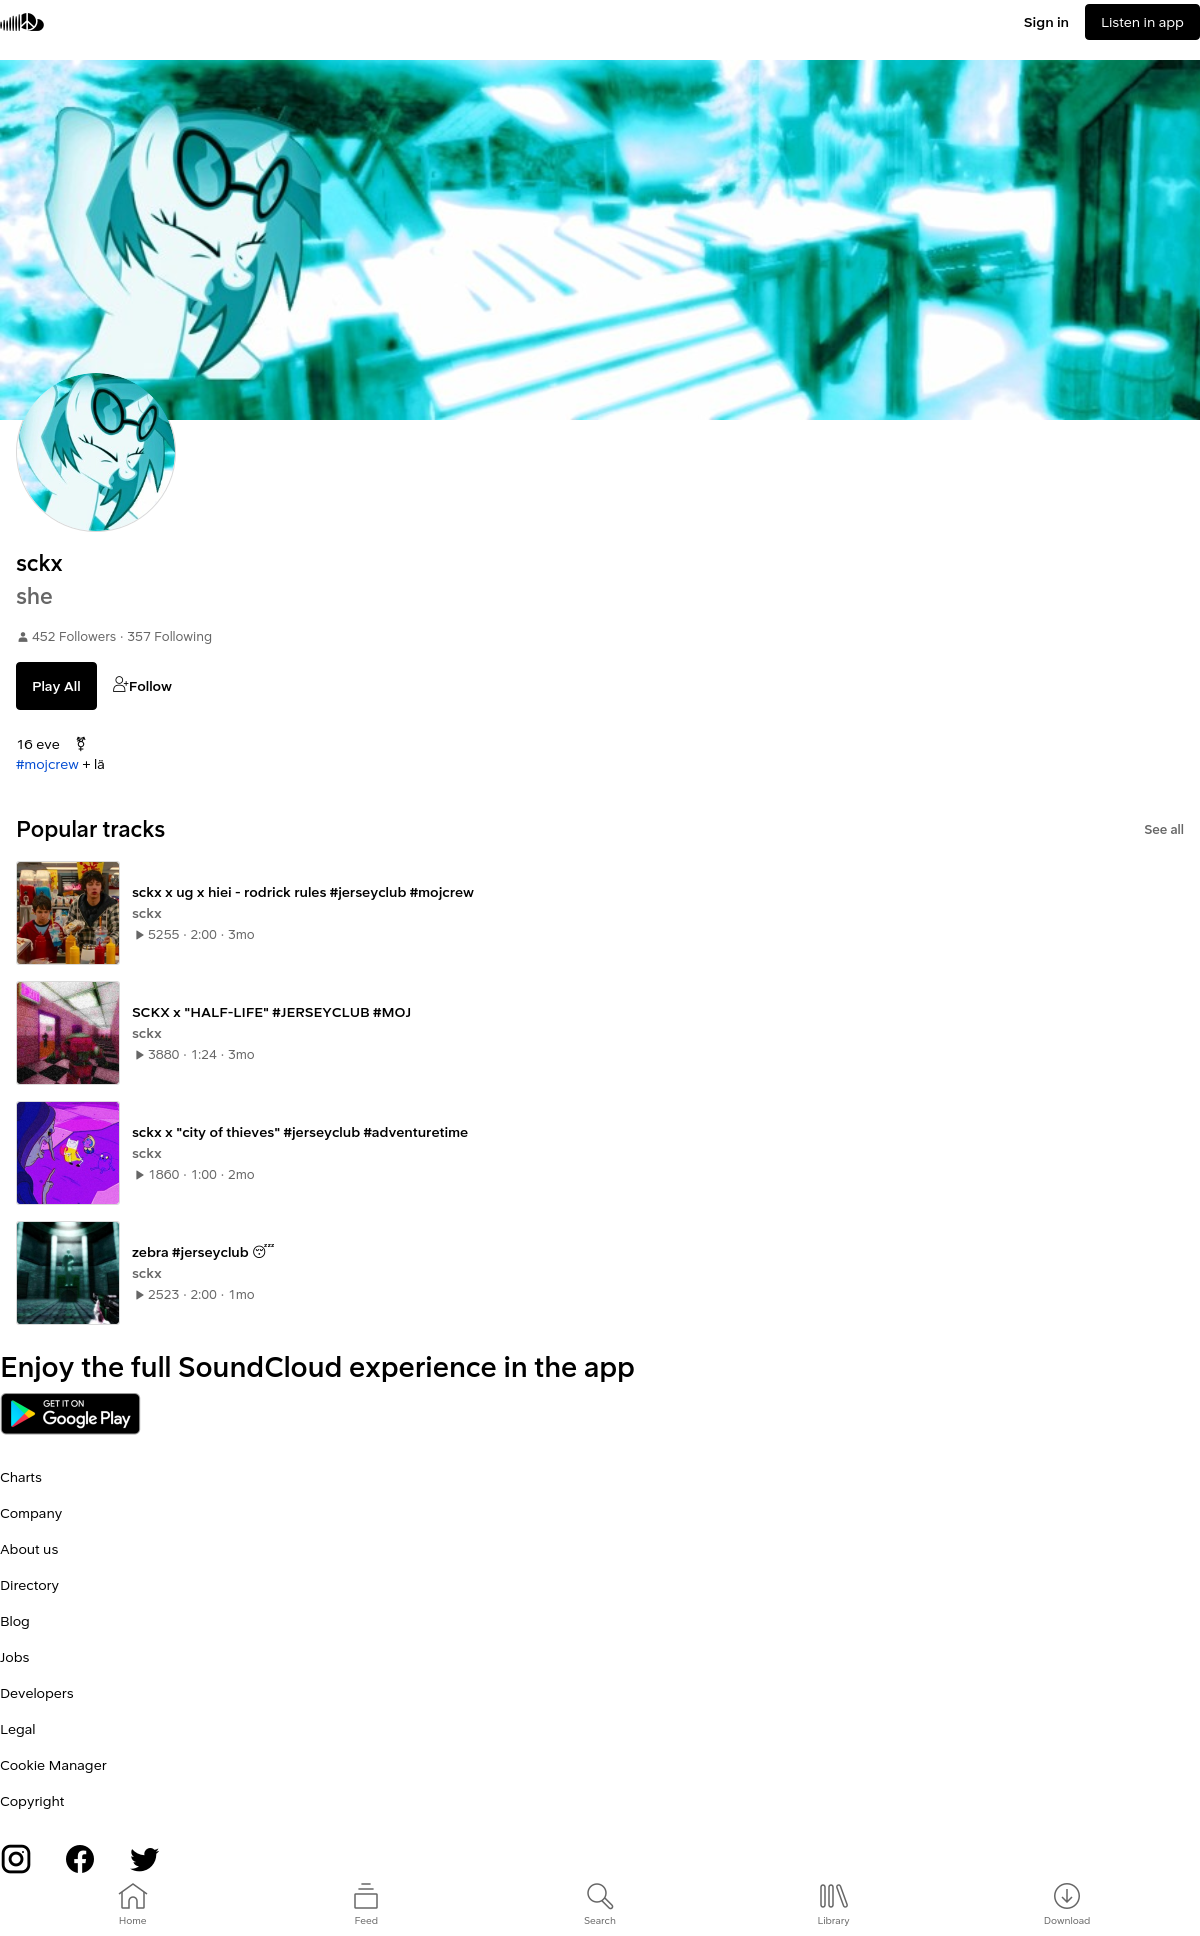 Sign in
Listen in app
sckx
she
452 Followers · 357 Following
Play All
Follow
16 eve ⚧
#mojcrew + lã
Popular tracks
See all
sckx x ug x hiei - rodrick rules #jerseyclub #mojcrew
sckx
5255 · 2:00 · 3mo
SCKX x "HALF-LIFE" #JERSEYCLUB #MOJ
sckx
3880 · 1:24 · 3mo
sckx x "city of thieves" #jerseyclub #adventuretime
sckx
1860 · 1:00 · 2mo
zebra #jerseyclub 😴
sckx
2523 · 2:00 · 1mo
Enjoy the full SoundCloud experience in the app
GET IT ON
Google Play
Charts
Company
About us
Directory
Blog
Jobs
Developers
Legal
Cookie Manager
Copyright
Home
Feed
Search
Library
Download